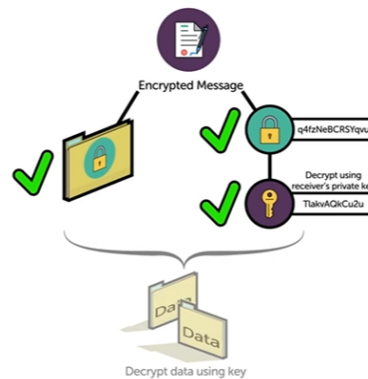 Encrypted Message
q4fzNeBCRSYqvu
Decrypt using
receiver's private ke
TlakvAQkCu2u
Data
Data
Decrypt data using key